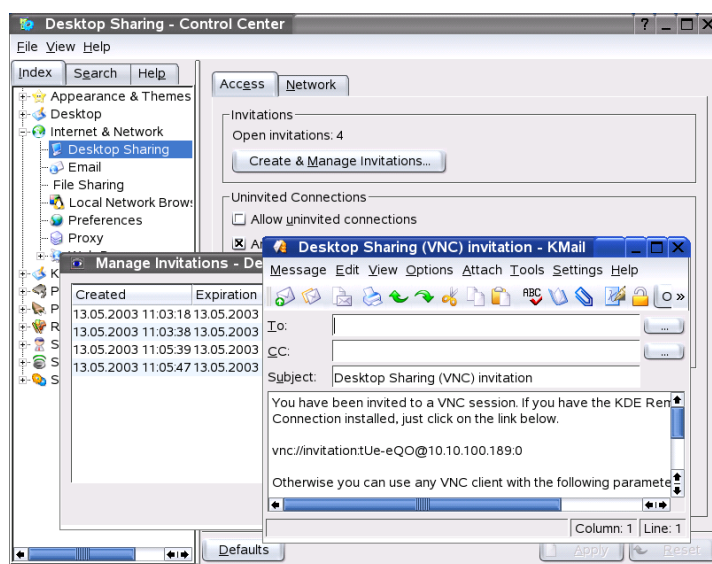 Desktop Sharing - Control Center
File View Help
Index Search Help
Appearance & Themes
Desktop
Internet & Network
Desktop Sharing
Email
File Sharing
Local Network Brows
Preferences
Proxy
K
P
P
R
S
S
S
Access Network
Invitations
Open invitations: 4
Create & Manage Invitations...
Uninvited Connections
Allow uninvited connections
Manage Invitations - De
Created Expiration
13.05.2003 11:03:18 13.05.2003
13.05.2003 11:03:38 13.05.2003
13.05.2003 11:05:39 13.05.2003
13.05.2003 11:05:47 13.05.2003
Desktop Sharing (VNC) invitation - KMail
Message Edit View Options Attach Tools Settings Help
To:
CC:
Subject: Desktop Sharing (VNC) invitation
You have been invited to a VNC session. If you have the KDE Rem
Connection installed, just click on the link below.
vnc://invitation:tUe-eQO@10.10.100.189:0
Otherwise you can use any VNC client with the following paramete
Column: 1 Line: 1
Defaults Apply Reset